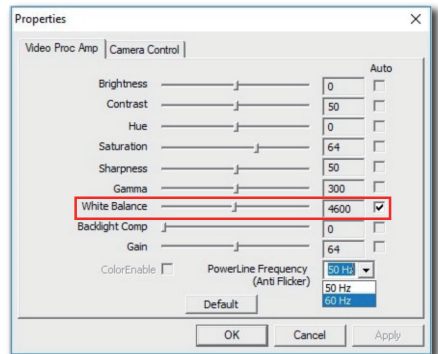 Properties
Video Proc Amp Camera Control
Auto
Brightness 0
Contrast 50
Hue 0
Saturation 64
Sharpness 50
Gamma 300
White Balance 4600
Backlight Comp 0
Gain 64
ColorEnable PowerLine Frequency 50 Hz
(Anti Flicker) 50 Hz
60 Hz
Default
OK Cancel Apply